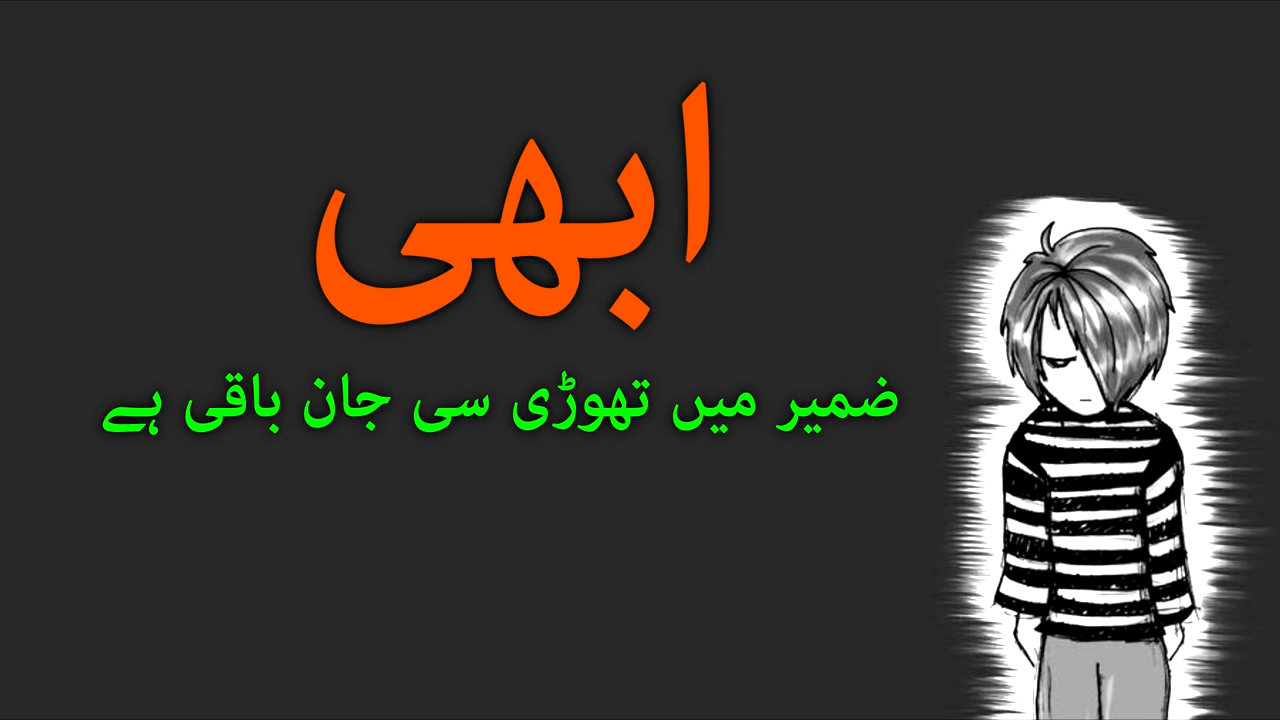 ابھی
ضمیر میں تھوڑی سی جان باقی ہے